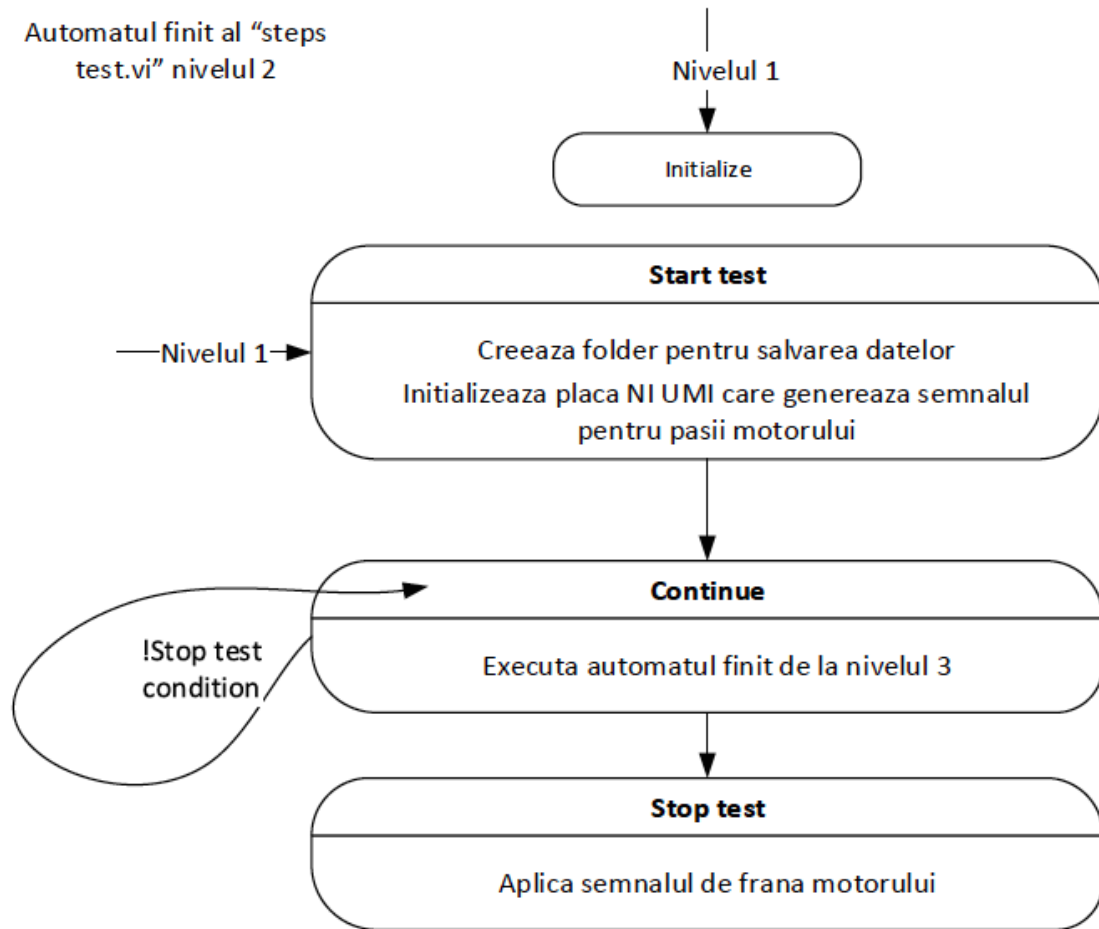 Automatul finit al “steps
test.vi” nivelul 2
Nivelul 1
Initialize
Start test
Nivelul 1
Creeaza folder pentru salvarea datelor
Initializeaza placa NI UMI care genereaza semnalul
pentru pasii motorului
Continue
!Stop test
condition
Executa automatul finit de la nivelul 3
Stop test
Aplica semnalul de frana motorului